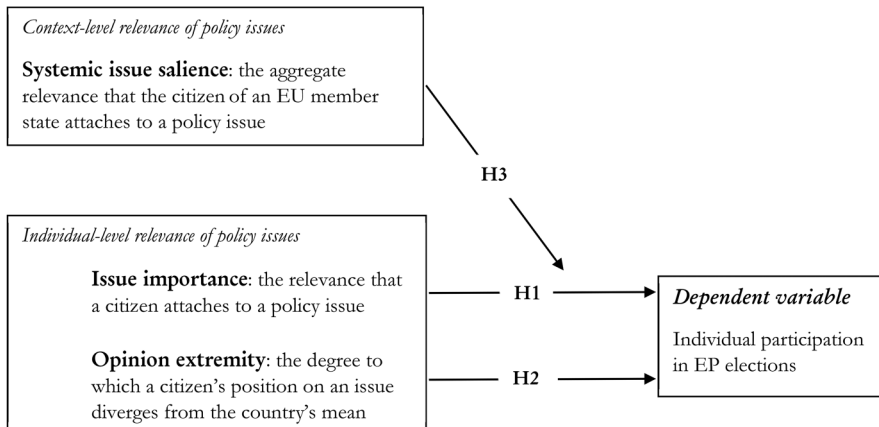 Context-level relevance of policy issues
Systemic issue salience: the aggregate
relevance that the citizen of an EU member
state attaches to a policy issue
H3
Individual-level relevance of policy issues
Issue importance: the relevance that
a citizen attaches to a policy issue
H1
Opinion extremity: the degree to
which a citizen’s position on an issue
diverges from the country’s mean
H2
Dependent variable
Individual participation
in EP elections